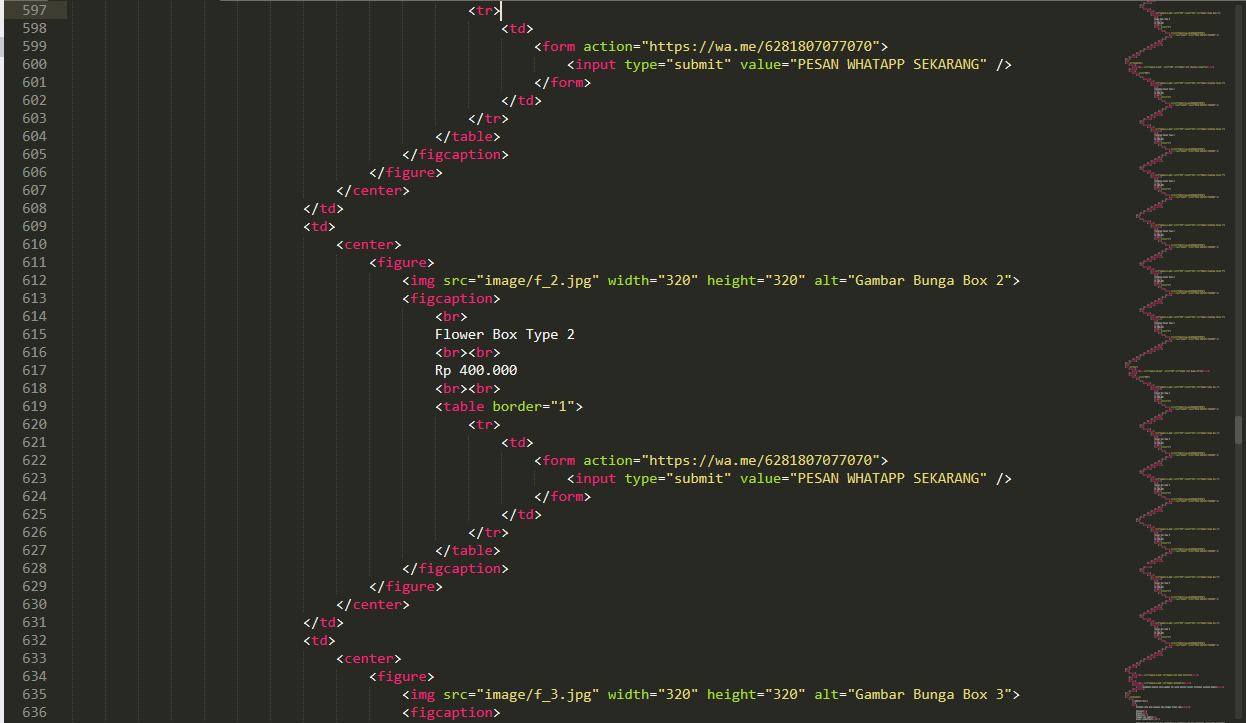 597 <tr>
598 <td>
599 <form action="https://wa.me/6281807077070">
600 <input type="submit" value="PESAN WHATAPP SEKARANG" />
601 </form>
602 </td>
603 </tr>
604 </table>
605 </figcaption>
606 </figure>
607 </center>
608 </td>
609 <td>
610 <center>
611 <figure>
612 <img src="image/f_2.jpg" width="320" height="320" alt="Gambar Bunga Box 2">
613 <figcaption>
614 <br>
615 Flower Box Type 2
616 <br><br>
617 Rp 400.000
618 <br><br>
619 <table border="1">
620 <tr>
621 <td>
622 <form action="https://wa.me/6281807077070">
623 <input type="submit" value="PESAN WHATAPP SEKARANG" />
624 </form>
625 </td>
626 </tr>
627 </table>
628 </figcaption>
629 </figure>
630 </center>
631 </td>
632 <td>
633 <center>
634 <figure>
635 <img src="image/f_3.jpg" width="320" height="320" alt="Gambar Bunga Box 3">
636 <figcaption>